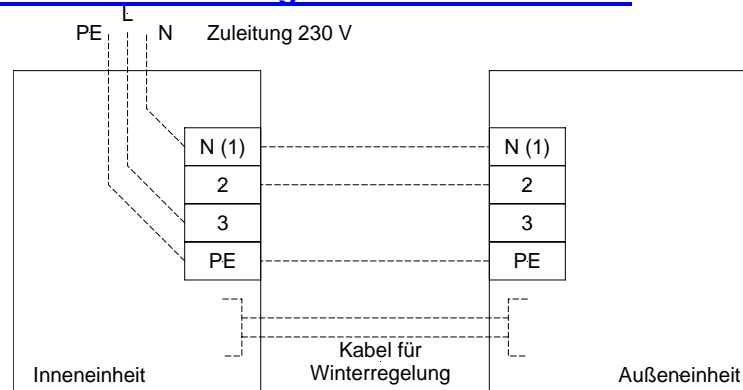 L
PE N Zuleitung 230 V
N (1) N (1)
2 2
3 3
PE PE
Kabel für
Winterregelung
Inneneinheit Außeneinheit